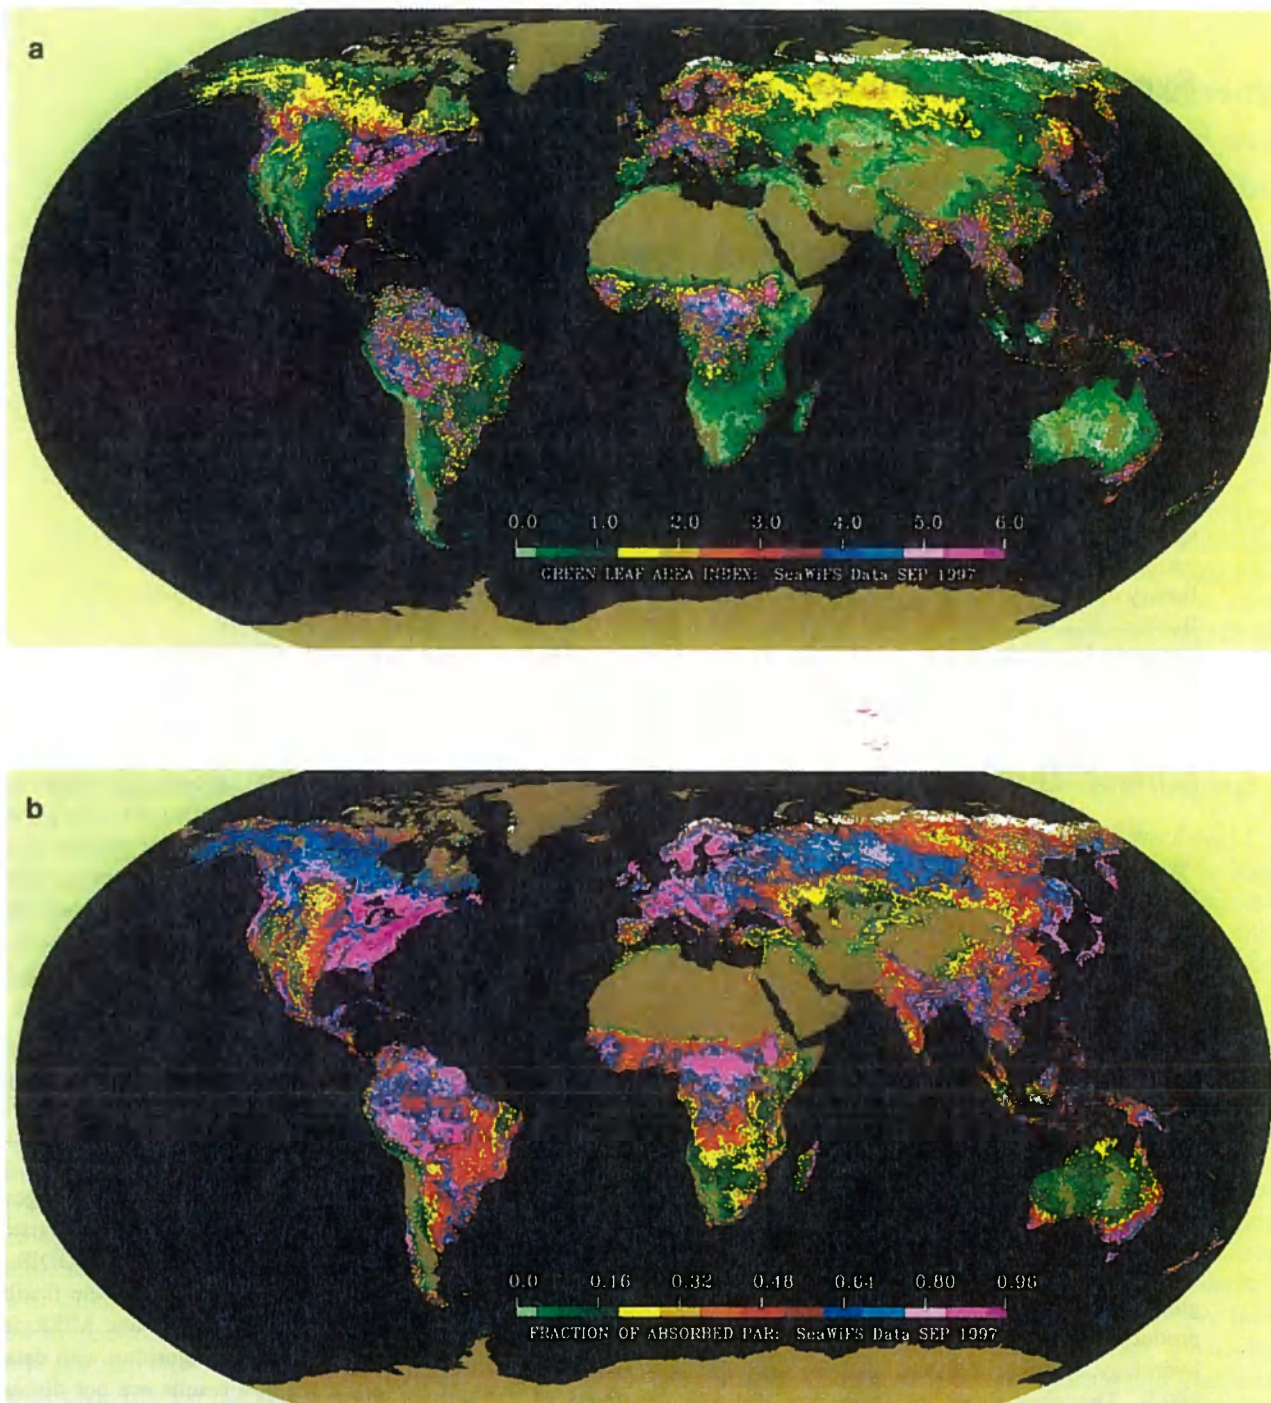 a
0.0 1.0 2.0 3.0 4.0 5.0 6.0
GREEN LEAF AREA INDEX: SeaWiFS Data SEP 1997
b
0.0 0.16 0.32 0.48 0.64 0.80 0.96
FRACTION OF ABSORBED PAR: SeaWiFS Data SEP 1997